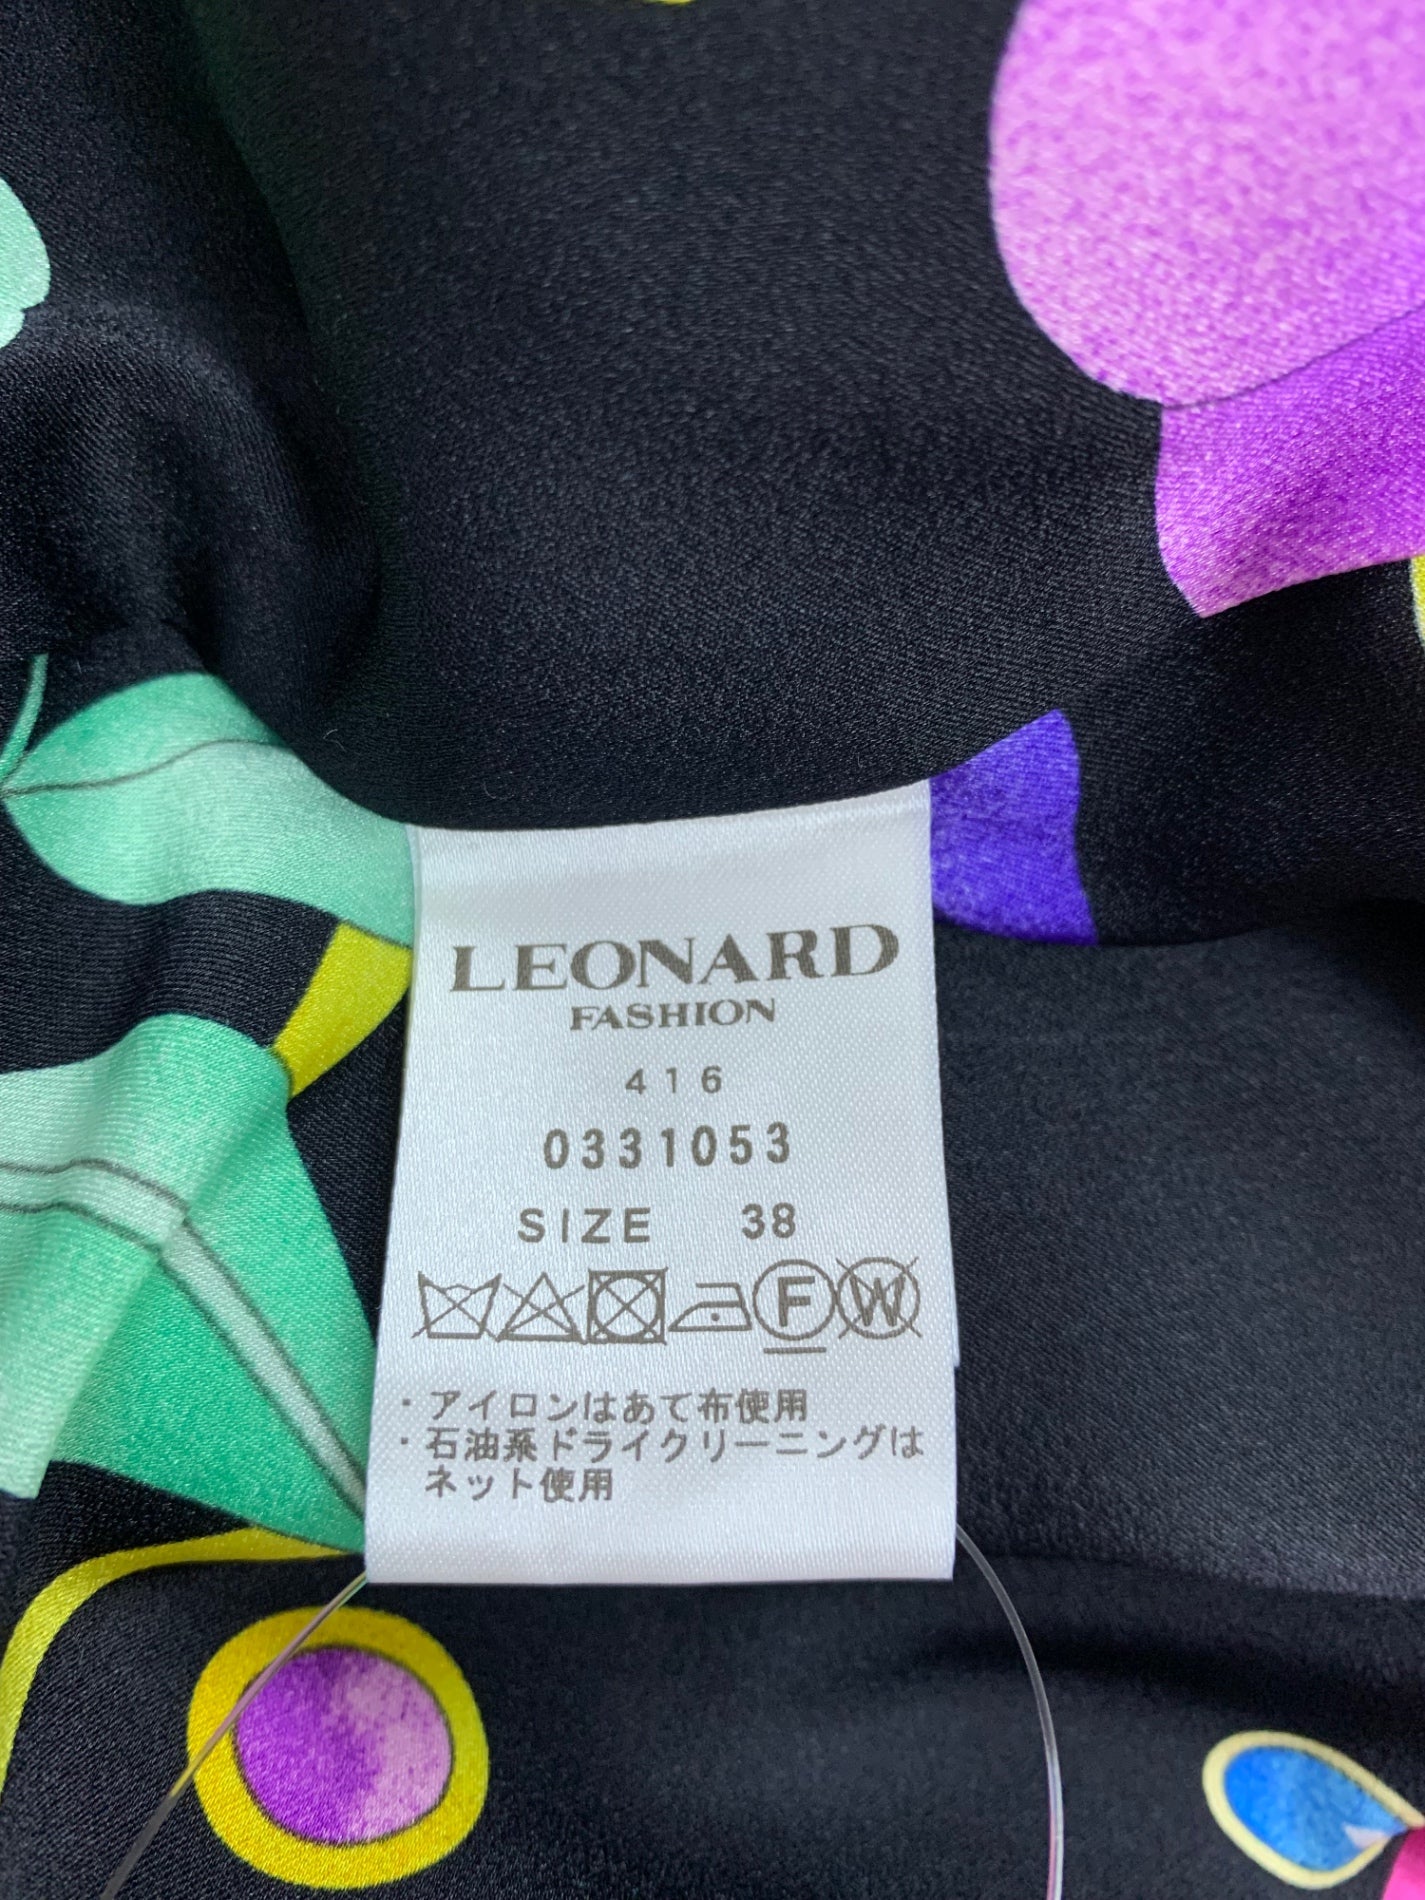 LEONARD
FASHION
416
0331053
SIZE 38
F W
・アイロンはあて布使用
・石油系ドライクリーニングは
ネット使用